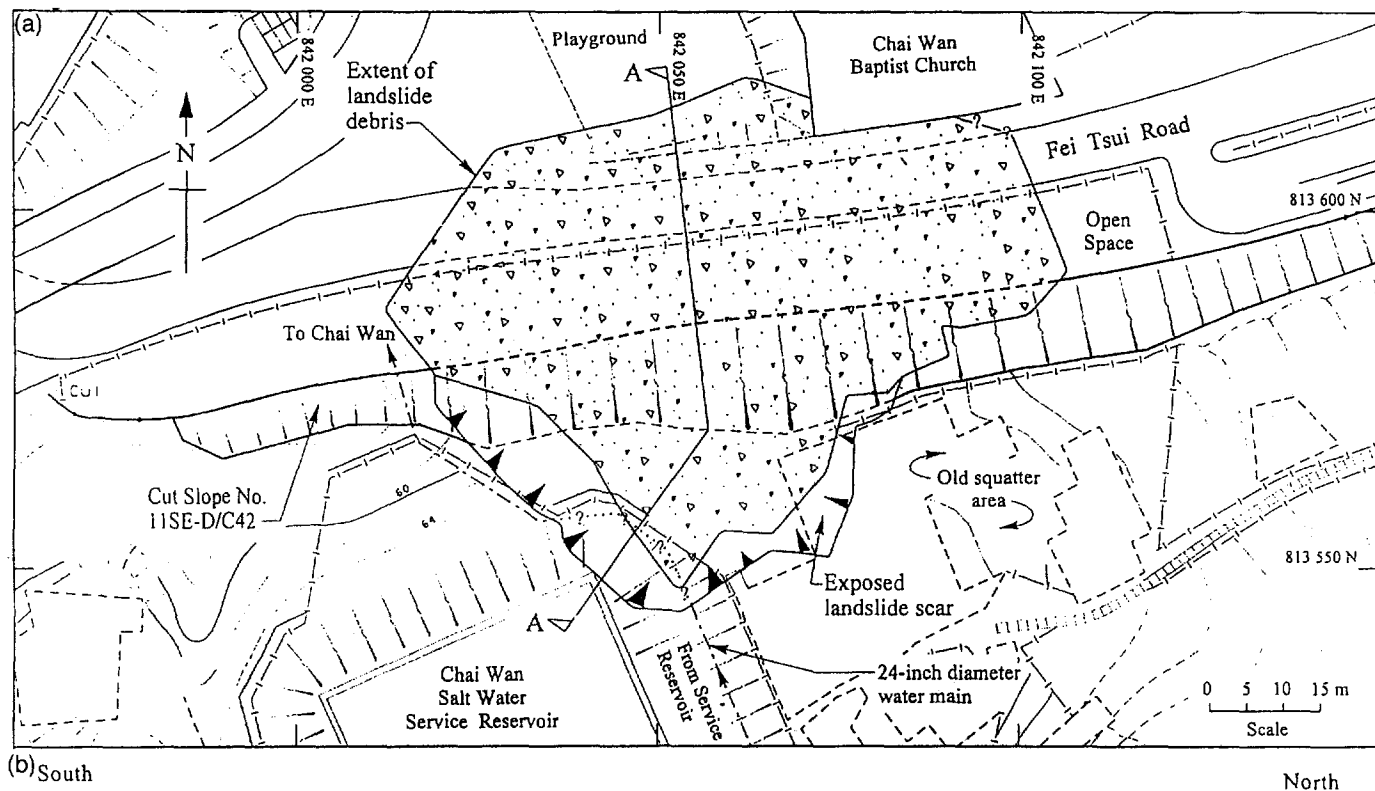 (a)
842 000 E
Playground
842 050 E
Chai Wan
Baptist Church
842 100 E
A
Extent of
landslide
debris
N
?
?
Fei Tsui Road
813 600 N
Open
Space
To Chai Wan
Cut Slope No.
11SE-D/C42
60
64
?
?
?
?
Old squatter
area
813 550 N
Exposed
landslide scar
A
From Service
Reservoir
24-inch diameter
water main
Chai Wan
Salt Water
Service Reservoir
0 5 10 15 m
Scale
(b) South
North